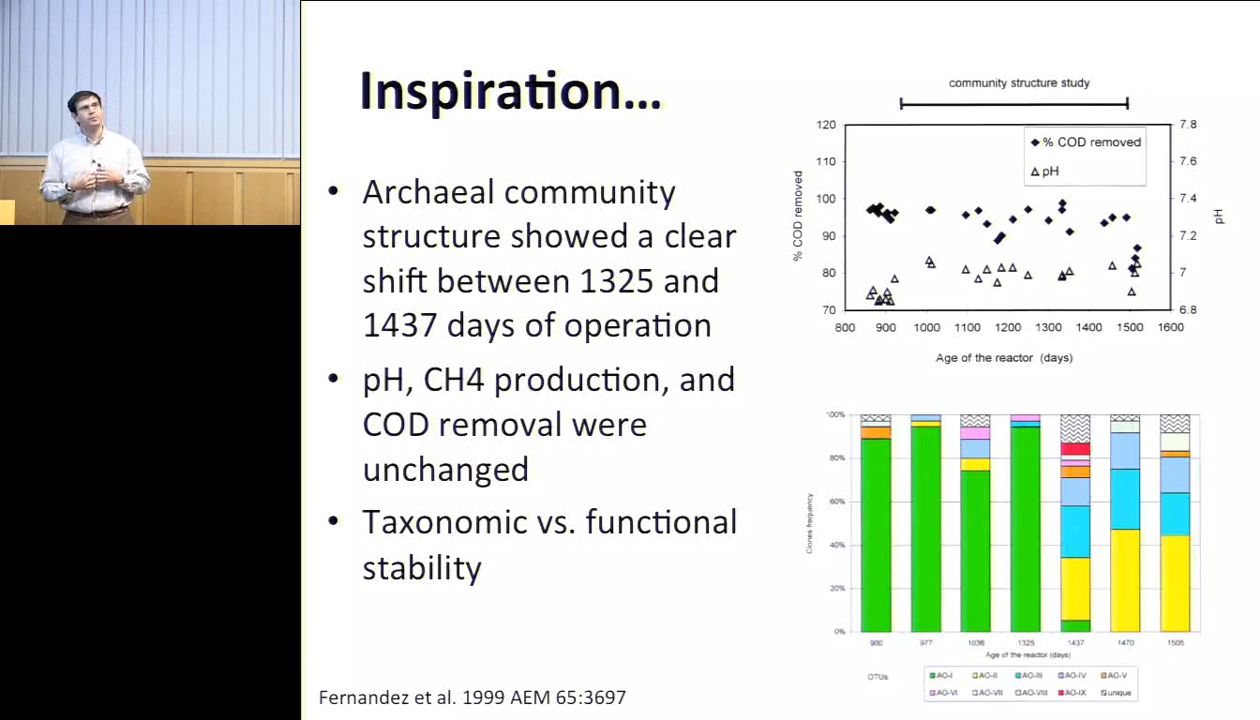 Inspiration…
• Archaeal community
structure showed a clear
shift between 1325 and
1437 days of operation
• pH, CH4 production, and
COD removal were
unchanged
• Taxonomic vs. functional
stability
Fernandez et al. 1999 AEM 65:3697
community structure study
120
110
100
90
80
70
% COD removed
◆ % COD removed
△ pH
7.8
7.6
7.4
7.2
7
6.8
pH
800 900 1000 1100 1200 1300 1400 1500 1600
Age of the reactor (days)
100%
80%
60%
40%
20%
0%
Clones frequency
900 977 1036 1325 1437 1470 1505
Age of the reactor (days)
OTUs
AO-I AO-II AO-III AO-IV AO-V
AO-VI AO-VII AO-VIII AO-IX unique